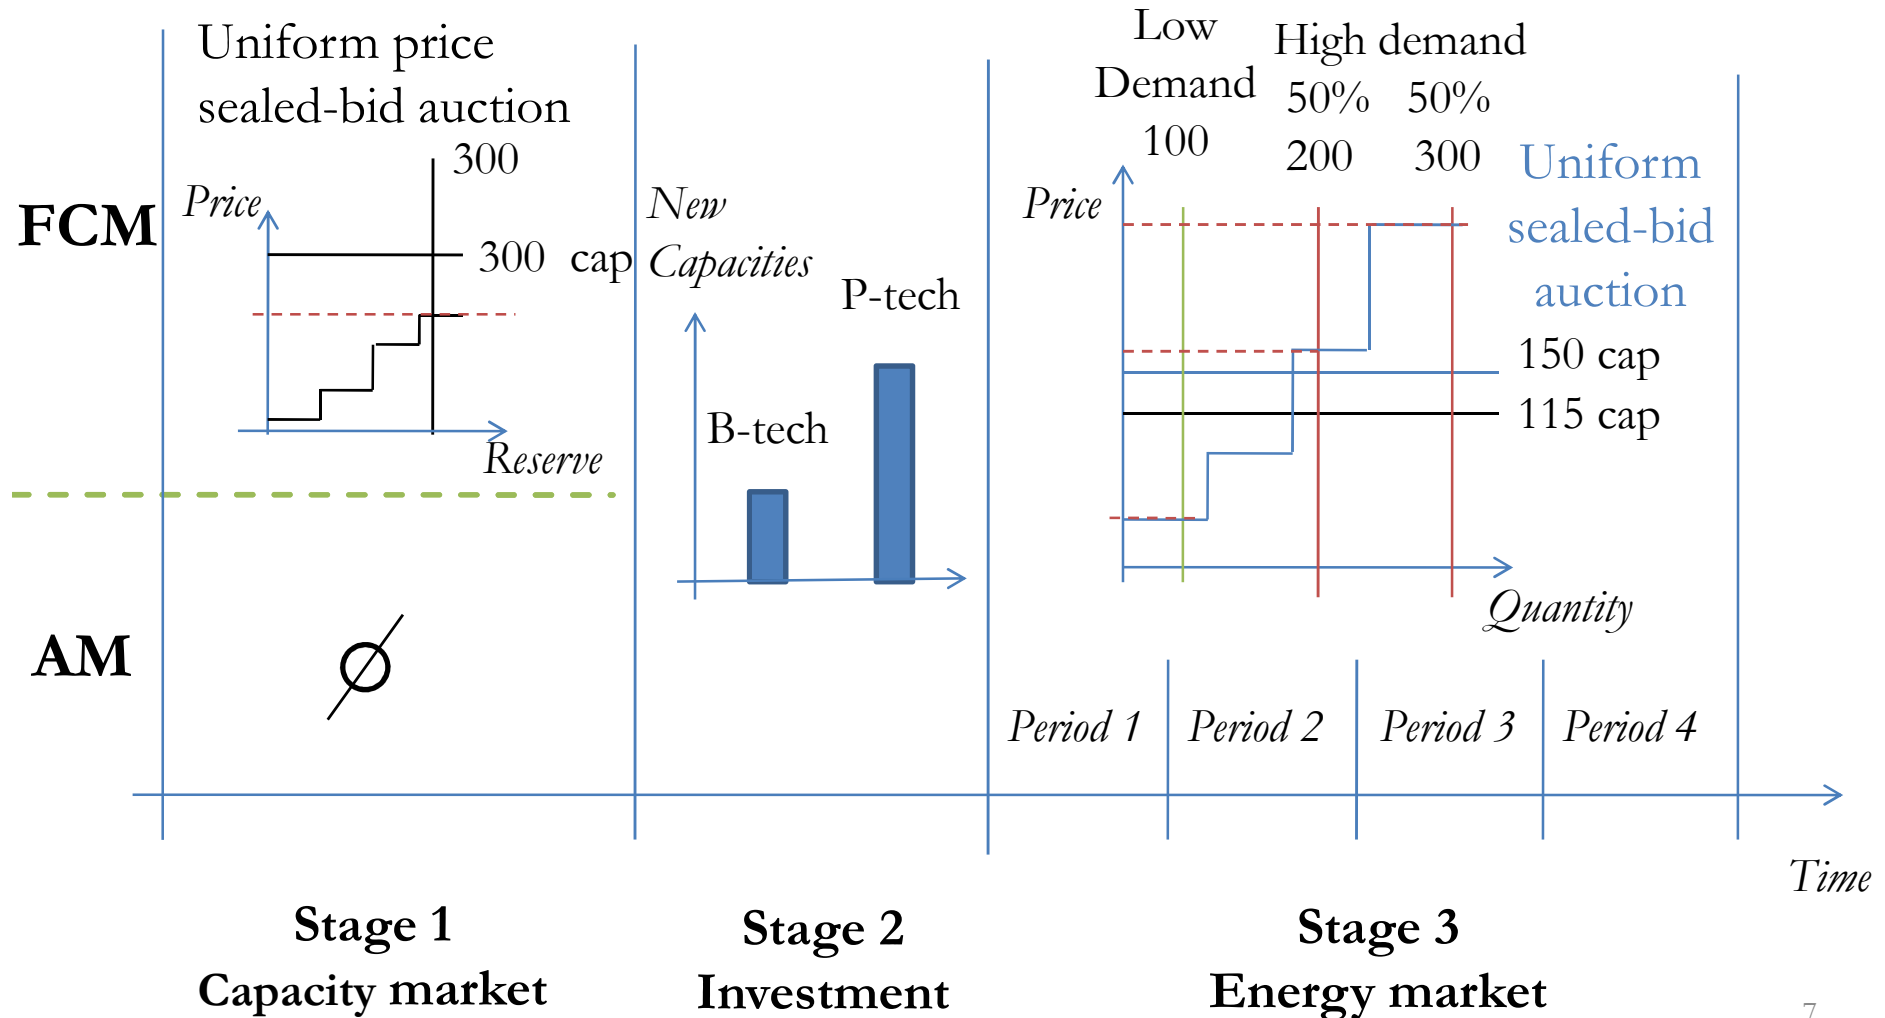 Uniform price
sealed-bid auction
300
Price
FCM
300 cap
Reserve
New
Capacities
P-tech
B-tech
Low
Demand
100
High demand
50% 50%
200 300
Uniform
sealed-bid
auction
Price
150 cap
115 cap
Quantity
AM
Period 1
Period 2
Period 3
Period 4
Time
Stage 1
Capacity market
Stage 2
Investment
Stage 3
Energy market
7